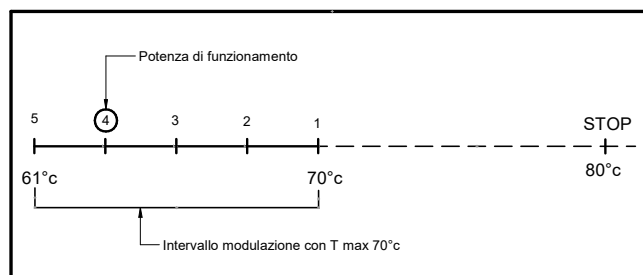 Potenza di funzionamento
5 4 3 2 1 STOP
61°c 70°c 80°c
Intervallo modulazione con T max 70°c